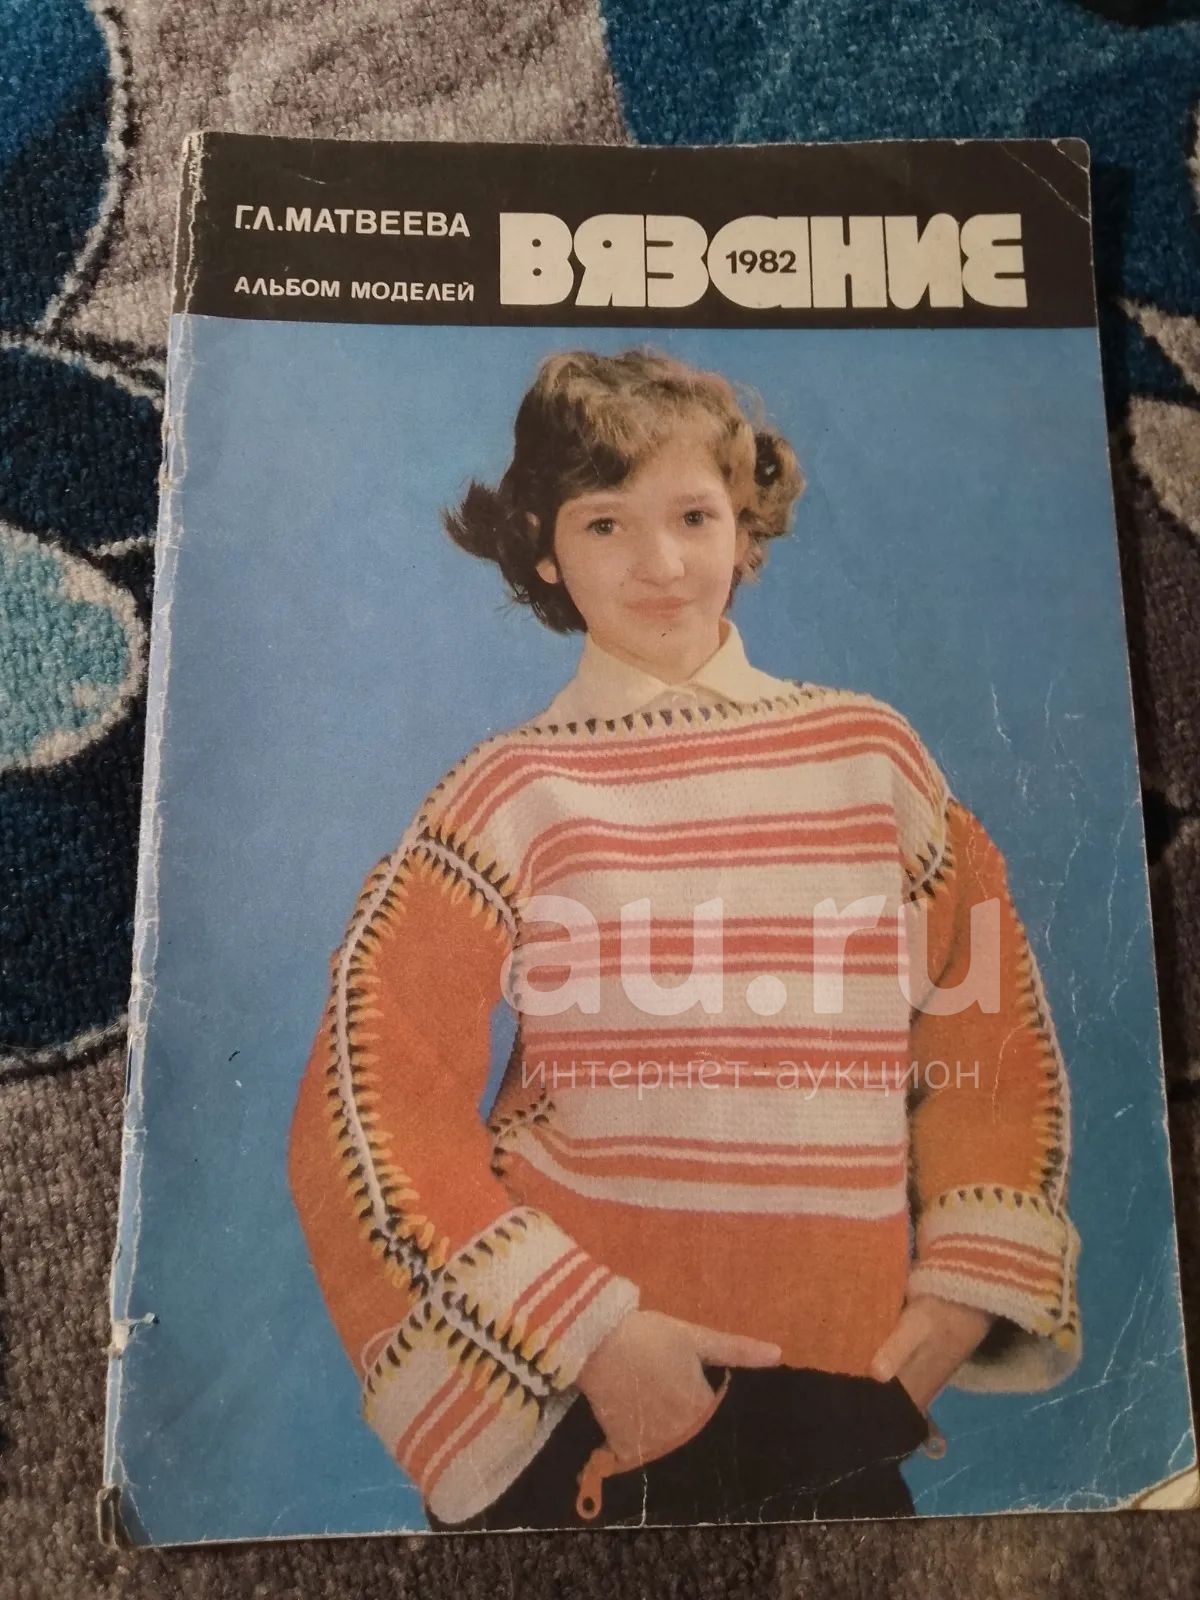 Г.Л.МАТВЕЕВА
АЛЬБОМ МОДЕЛЕЙ
ВЯЗАНИЕ
1982
au.ru
интернет-аукцион